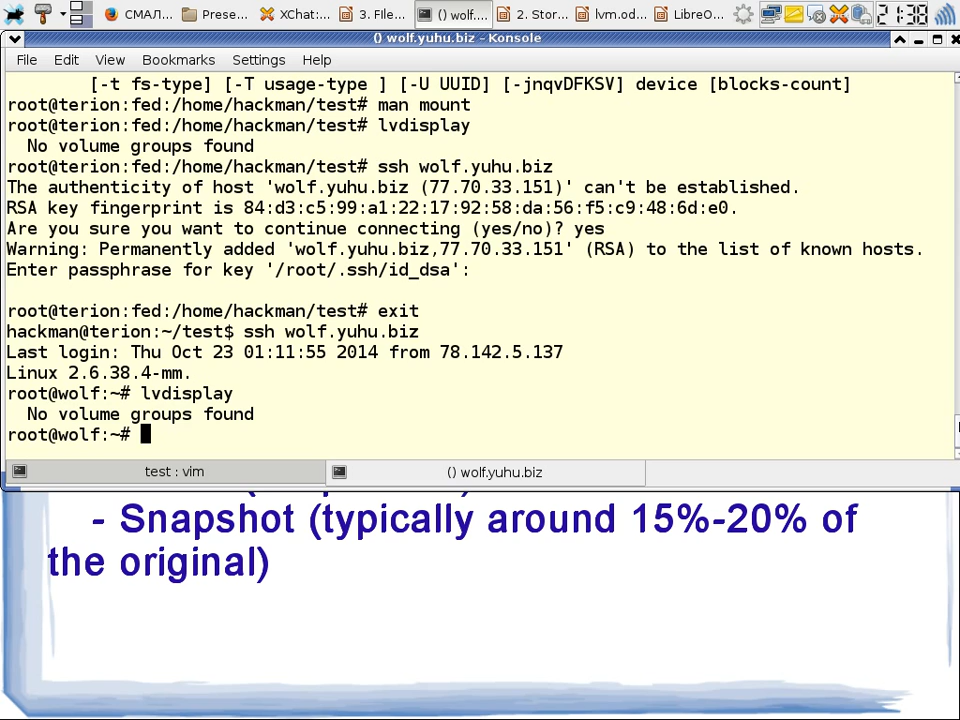 СМАЛ...
Prese...
XChat:...
3. FIle...
() wolf....
2. Stor...
lvm.od...
LibreO...
21:38
() wolf.yuhu.biz – Konsole
File Edit View Bookmarks Settings Help
[-t fs-type] [-T usage-type ] [-U UUID] [-jnqvDFKSV] device [blocks-count]
root@terion:fed:/home/hackman/test# man mount
root@terion:fed:/home/hackman/test# lvdisplay
No volume groups found
root@terion:fed:/home/hackman/test# ssh wolf.yuhu.biz
The authenticity of host 'wolf.yuhu.biz (77.70.33.151)' can't be established.
RSA key fingerprint is 84:d3:c5:99:a1:22:17:92:58:da:56:f5:c9:48:6d:e0.
Are you sure you want to continue connecting (yes/no)? yes
Warning: Permanently added 'wolf.yuhu.biz,77.70.33.151' (RSA) to the list of known hosts.
Enter passphrase for key '/root/.ssh/id_dsa':
root@terion:fed:/home/hackman/test# exit
hackman@terion:~/test$ ssh wolf.yuhu.biz
Last login: Thu Oct 23 01:11:55 2014 from 78.142.5.137
Linux 2.6.38.4-mm.
root@wolf:~# lvdisplay
No volume groups found
root@wolf:~#
test : vim
() wolf.yuhu.biz
- Snapshot (typically around 15%-20% of
the original)